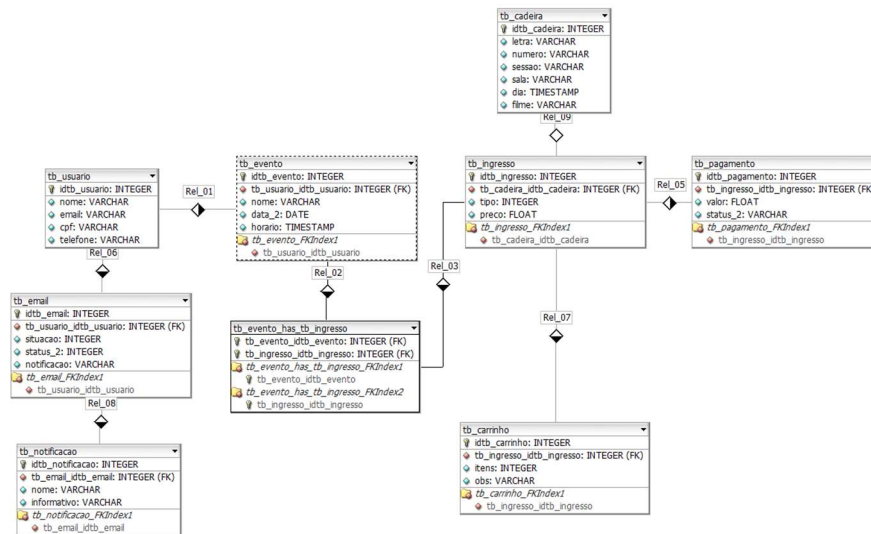 tb_cadeira
idtb_cadeira: INTEGER
letra: VARCHAR
numero: VARCHAR
sessao: VARCHAR
sala: VARCHAR
dia: TIMESTAMP
filme: VARCHAR
Rel_09
tb_usuario
idtb_usuario: INTEGER
nome: VARCHAR
email: VARCHAR
cpf: VARCHAR
telefone: VARCHAR
Rel_01
tb_evento
idtb_evento: INTEGER
tb_usuario_idtb_usuario: INTEGER (FK)
nome: VARCHAR
data_2: DATE
horario: TIMESTAMP
tb_evento_FKIndex1
tb_usuario_idtb_usuario
tb_ingresso
idtb_ingresso: INTEGER
tb_cadeira_idtb_cadeira: INTEGER (FK)
tipo: INTEGER
preco: FLOAT
tb_ingresso_FKIndex1
tb_cadeira_idtb_cadeira
Rel_05
tb_pagamento
idtb_pagamento: INTEGER
tb_ingresso_idtb_ingresso: INTEGER (FK
valor: FLOAT
status_2: VARCHAR
tb_pagamento_FKIndex1
tb_ingresso_idtb_ingresso
Rel_06
Rel_02
Rel_03
tb_email
idtb_email: INTEGER
tb_usuario_idtb_usuario: INTEGER (FK)
situacao: INTEGER
status_2: INTEGER
notificacao: VARCHAR
tb_email_FKIndex1
tb_usuario_idtb_usuario
tb_evento_has_tb_ingresso
tb_evento_idtb_evento: INTEGER (FK)
tb_ingresso_idtb_ingresso: INTEGER (FK)
tb_evento_has_tb_ingresso_FKIndex1
tb_evento_idtb_evento
tb_evento_has_tb_ingresso_FKIndex2
tb_ingresso_idtb_ingresso
Rel_07
Rel_08
tb_notificacao
idtb_notificacao: INTEGER
tb_email_idtb_email: INTEGER (FK)
nome: VARCHAR
informativo: VARCHAR
tb_notificacao_FKIndex1
tb_email_idtb_email
tb_carrinho
idtb_carrinho: INTEGER
tb_ingresso_idtb_ingresso: INTEGER (FK)
itens: INTEGER
obs: VARCHAR
tb_carrinho_FKIndex1
tb_ingresso_idtb_ingresso